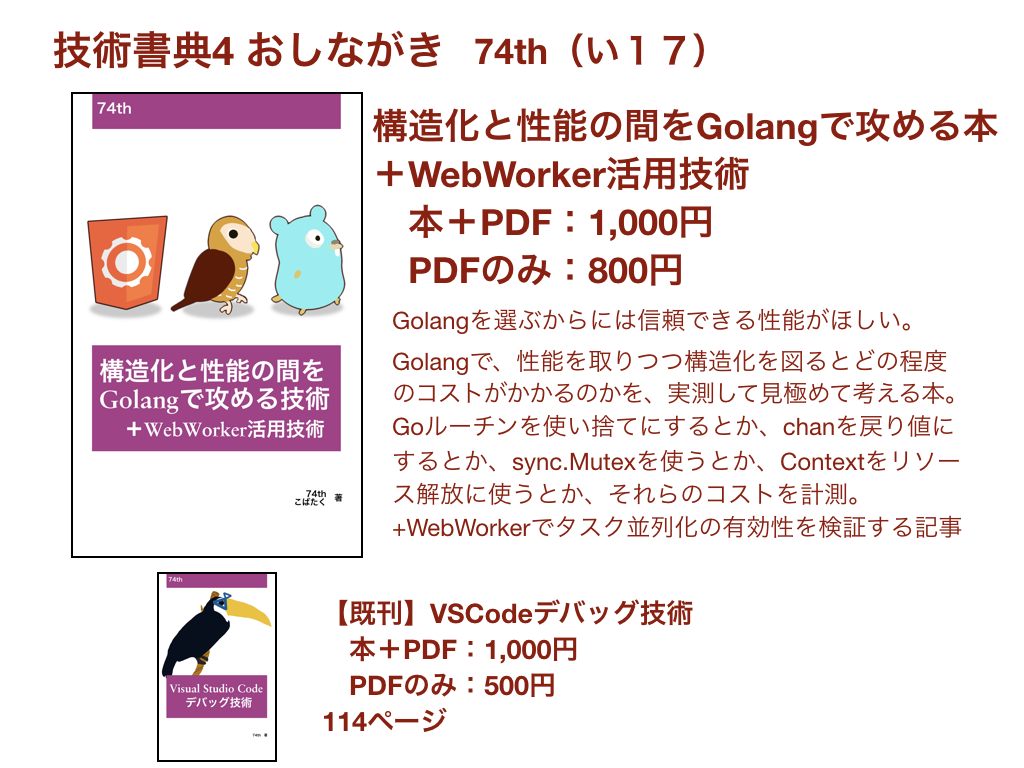 技術書典4 おしながき 74th（い１７）
74th
構造化と性能の間を
Golangで攻める技術
＋WebWorker活用技術
74th
こばたく 著
構造化と性能の間をGolangで攻める本
＋WebWorker活用技術
本＋PDF：1,000円
PDFのみ：800円
Golangを選ぶからには信頼できる性能がほしい。
Golangで、性能を取りつつ構造化を図るとどの程度
のコストがかかるのかを、実測して見極めて考える本。
Goルーチンを使い捨てにするとか、chanを戻り値に
するとか、sync.Mutexを使うとか、Contextをリソー
ス解放に使うとか、それらのコストを計測。
+WebWorkerでタスク並列化の有効性を検証する記事
74th
Visual Studio Code
デバッグ技術
74th 著
【既刊】VSCodeデバッグ技術
本＋PDF：1,000円
PDFのみ：500円
114ページ